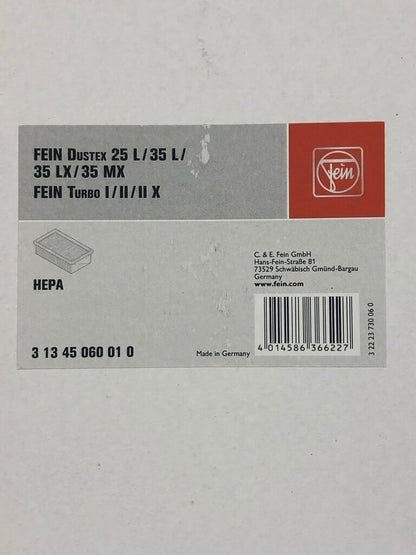 FEIN DUSTEX 25 L/35 L/
35 LX/35 MX
FEIN TURBO I/II/II X
Fein
HEPA
C. & E. Fein GmbH
Hans-Fein-Straße 81
73529 Schwäbisch Gmünd-Bargau
Germany
www.fein.com
3 13 45 060 01 0
Made in Germany
4 014586 366227
3 22 23 730 06 0